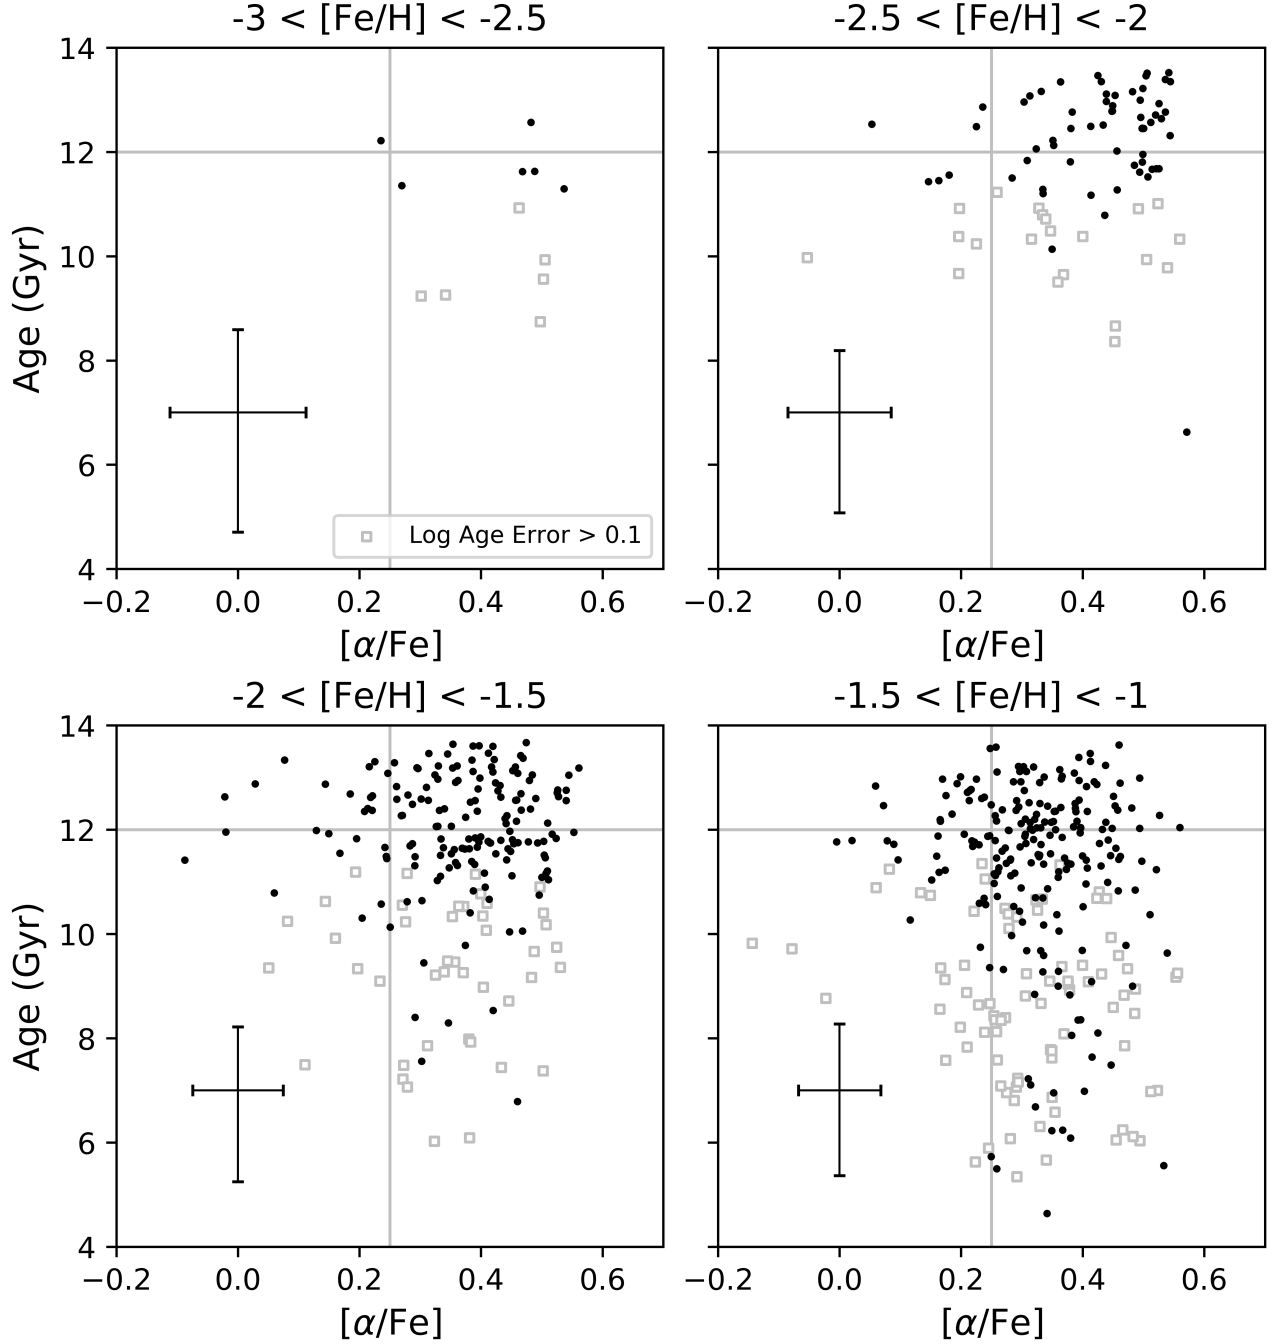 -3 < [Fe/H] < -2.5
-2.5 < [Fe/H] < -2
14
12
10
8
6
4
Age (Gyr)
Log Age Error > 0.1
−0.2 0.0 0.2 0.4 0.6
−0.2 0.0 0.2 0.4 0.6
[α/Fe]
[α/Fe]
-2 < [Fe/H] < -1.5
-1.5 < [Fe/H] < -1
14
12
10
8
6
4
Age (Gyr)
−0.2 0.0 0.2 0.4 0.6
−0.2 0.0 0.2 0.4 0.6
[α/Fe]
[α/Fe]